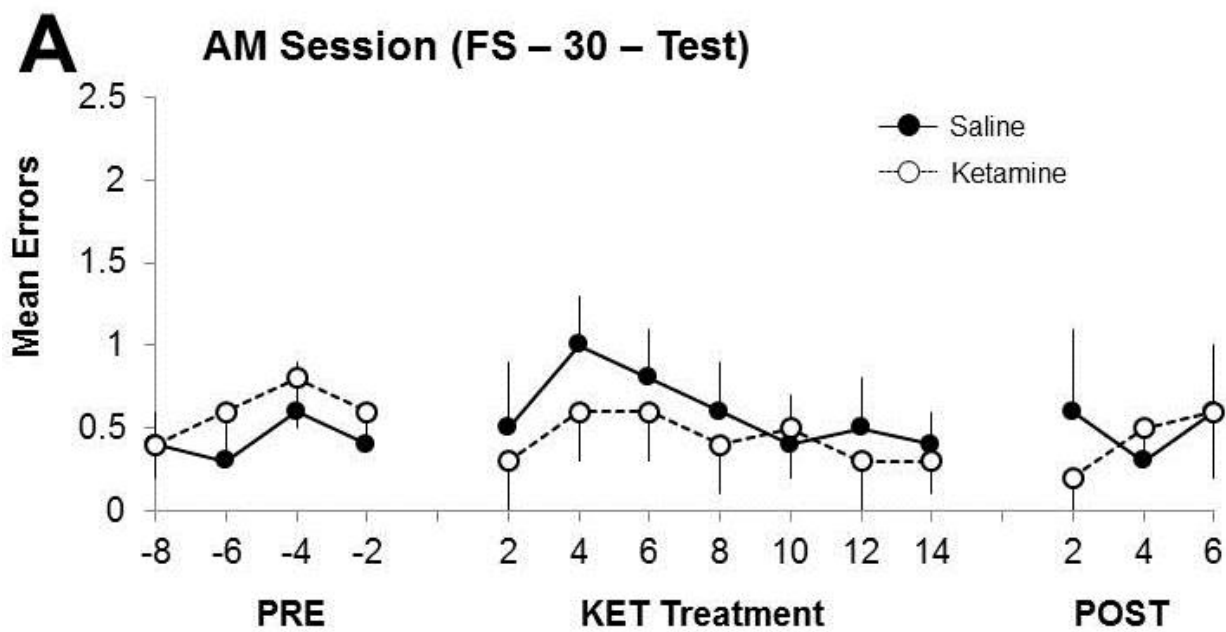 A AM Session (FS – 30 – Test)
2.5
2
1.5
1
0.5
0
Mean Errors
Saline
Ketamine
-8 -6 -4 -2 2 4 6 8 10 12 14 2 4 6
PRE KET Treatment POST